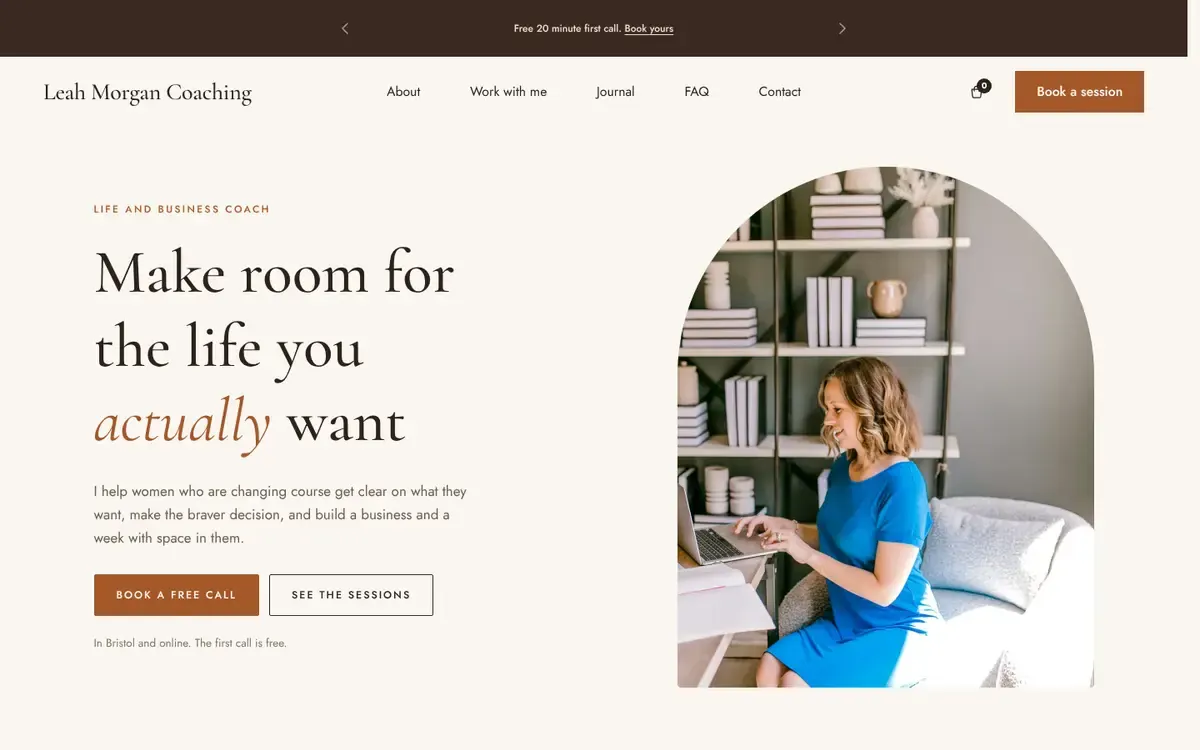 Free 20 minute first call. Book yours
Leah Morgan Coaching
About
Work with me
Journal
FAQ
Contact
0
Book a session
LIFE AND BUSINESS COACH
Make room for
the life you
actually want
I help women who are changing course get clear on what they
want, make the braver decision, and build a business and a
week with space in them.
BOOK A FREE CALL
SEE THE SESSIONS
In Bristol and online. The first call is free.